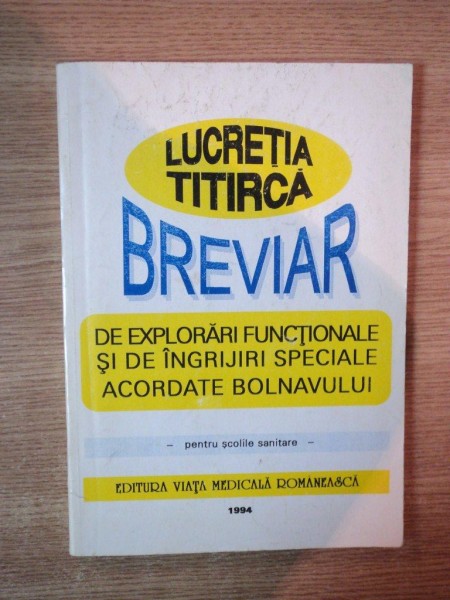 LUCREȚIA
TITIRCĂ
BREVIAR
DE EXPLORĂRI FUNCȚIONALE
ȘI DE ÎNGRIJIRI SPECIALE
ACORDATE BOLNAVULUI
– pentru școlile sanitare –
EDITURA VIAȚA MEDICALĂ ROMÂNEASCĂ
1994